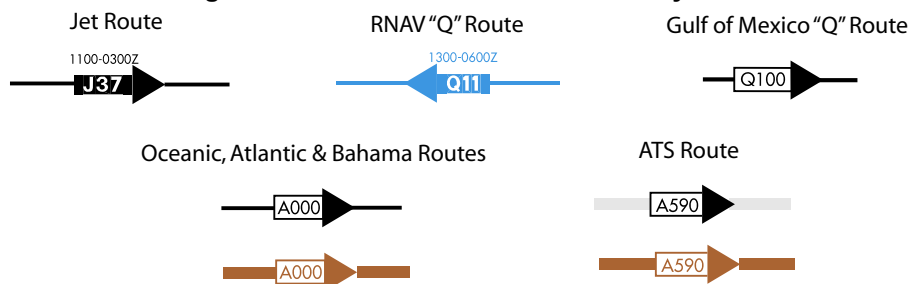 Jet Route
RNAV “Q” Route
Gulf of Mexico “Q” Route
1100-0300Z
J37
1300-0600Z
Q11
Q100
Oceanic, Atlantic & Bahama Routes
ATS Route
A000
A590
A000
A590